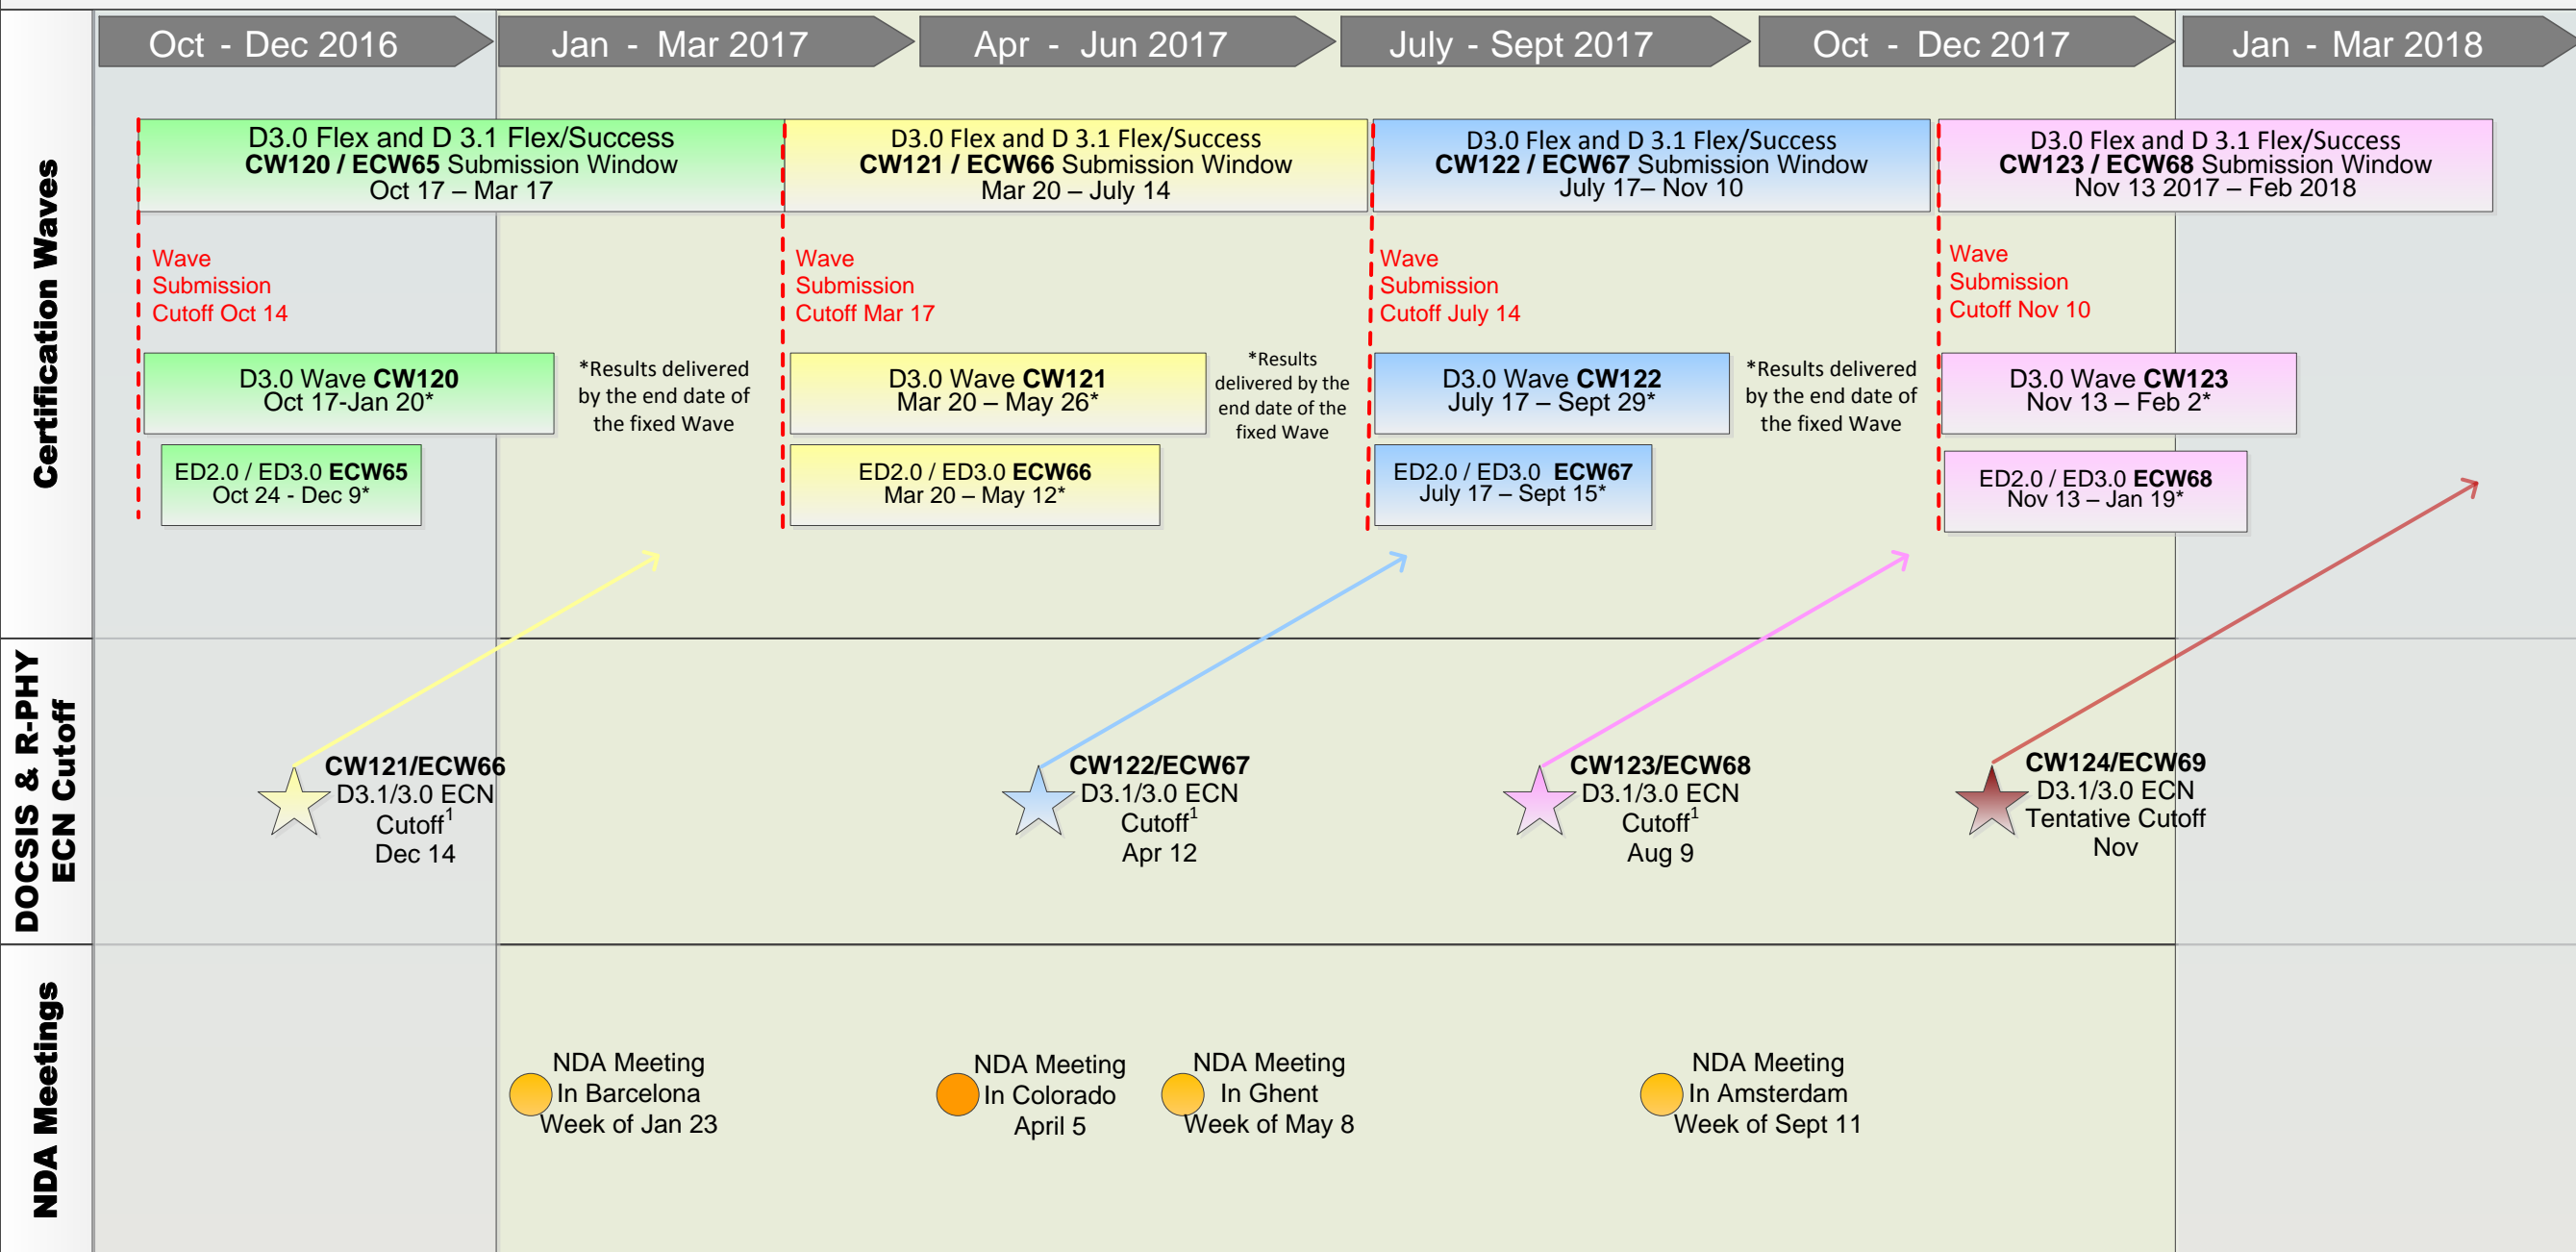 Oct - Dec 2016
Jan - Mar 2017
Apr - Jun 2017
July - Sept 2017
Oct - Dec 2017
Jan - Mar 2018
Certification Waves
D3.0 Flex and D 3.1 Flex/Success
CW120 / ECW65 Submission Window
Oct 17 – Mar 17
D3.0 Flex and D 3.1 Flex/Success
CW121 / ECW66 Submission Window
Mar 20 – July 14
D3.0 Flex and D 3.1 Flex/Success
CW122 / ECW67 Submission Window
July 17– Nov 10
D3.0 Flex and D 3.1 Flex/Success
CW123 / ECW68 Submission Window
Nov 13 2017 – Feb 2018
Wave
Submission
Cutoff Oct 14
Wave
Submission
Cutoff Mar 17
Wave
Submission
Cutoff July 14
Wave
Submission
Cutoff Nov 10
D3.0 Wave CW120
Oct 17-Jan 20*
*Results delivered
by the end date of
the fixed Wave
D3.0 Wave CW121
Mar 20 – May 26*
*Results
delivered by the
end date of the
fixed Wave
D3.0 Wave CW122
July 17 – Sept 29*
*Results delivered
by the end date of
the fixed Wave
D3.0 Wave CW123
Nov 13 – Feb 2*
ED2.0 / ED3.0 ECW65
Oct 24 - Dec 9*
ED2.0 / ED3.0 ECW66
Mar 20 – May 12*
ED2.0 / ED3.0 ECW67
July 17 – Sept 15*
ED2.0 / ED3.0 ECW68
Nov 13 – Jan 19*
DOCSIS & R-PHY
ECN Cutoff
CW121/ECW66
D3.1/3.0 ECN
Cutoff1
Dec 14
CW122/ECW67
D3.1/3.0 ECN
Cutoff1
Apr 12
CW123/ECW68
D3.1/3.0 ECN
Cutoff1
Aug 9
CW124/ECW69
D3.1/3.0 ECN
Tentative Cutoff
Nov
NDA Meetings
NDA Meeting
In Barcelona
Week of Jan 23
NDA Meeting
In Colorado
April 5
NDA Meeting
In Ghent
Week of May 8
NDA Meeting
In Amsterdam
Week of Sept 11